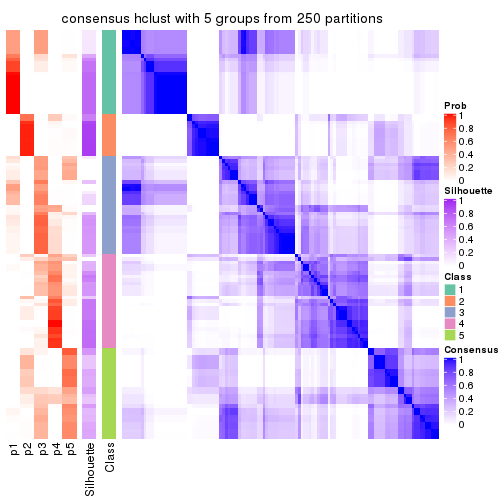 consensus hclust with 5 groups from 250 partitions
Prob
1
0.8
0.6
0.4
0.2
0
Silhouette
1
0.8
0.6
0.4
0.2
0
Class
1
2
3
4
5
Consensus
1
0.8
0.6
0.4
0.2
0
p1
p2
p3
p4
p5
Silhouette
Class